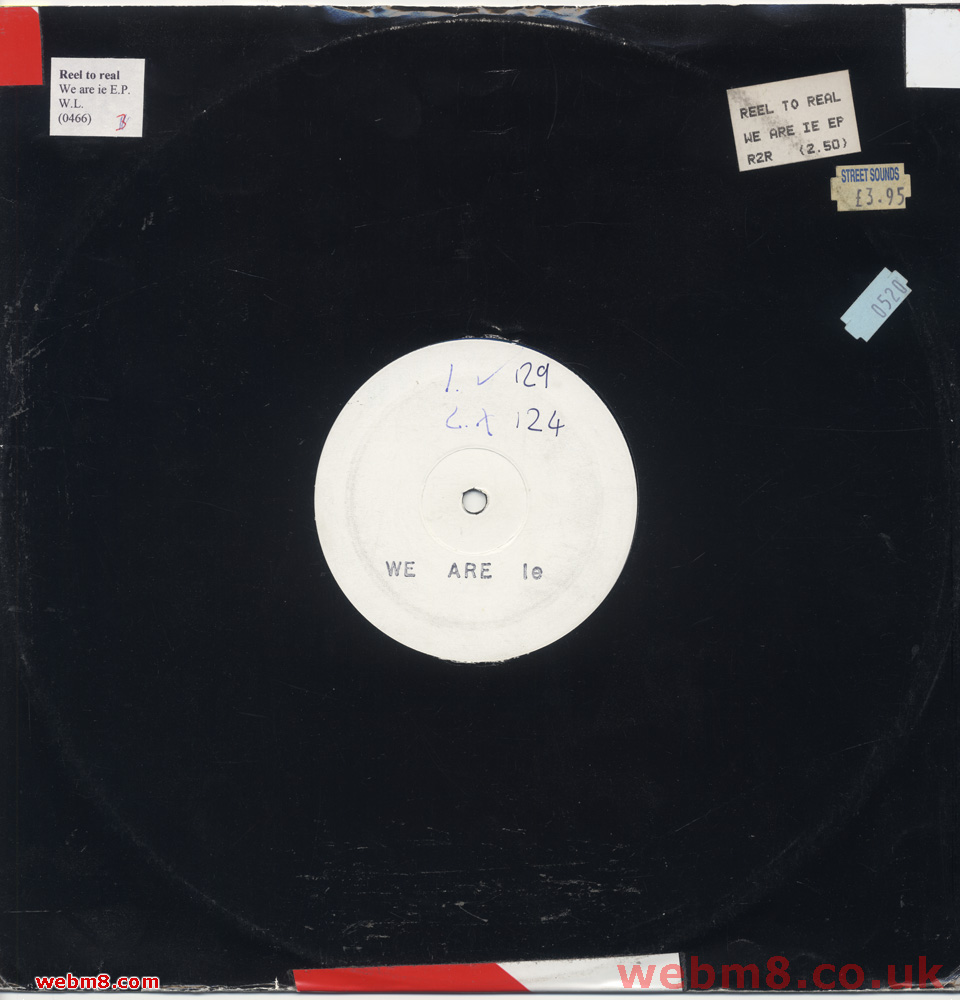 Reel to real
We are ie E.P.
W.L.
(0466) B
REEL TO REAL
WE ARE IE EP
R2R (2.50)
STREET SOUNDS
£3.95
0520
1. ✓ 129
2. X 124
WE ARE Ie
webm8.com
webm8.co.uk